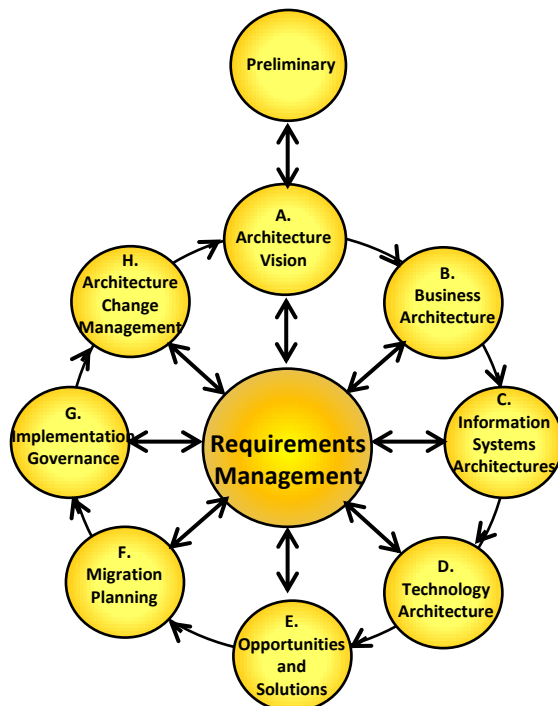 Preliminary
A.
Architecture
Vision
B.
Business
Architecture
C.
Information
Systems
Architectures
D.
Technology
Architecture
E.
Opportunities
and
Solutions
F.
Migration
Planning
G.
Implementation
Governance
H.
Architecture
Change
Management
Requirements
Management